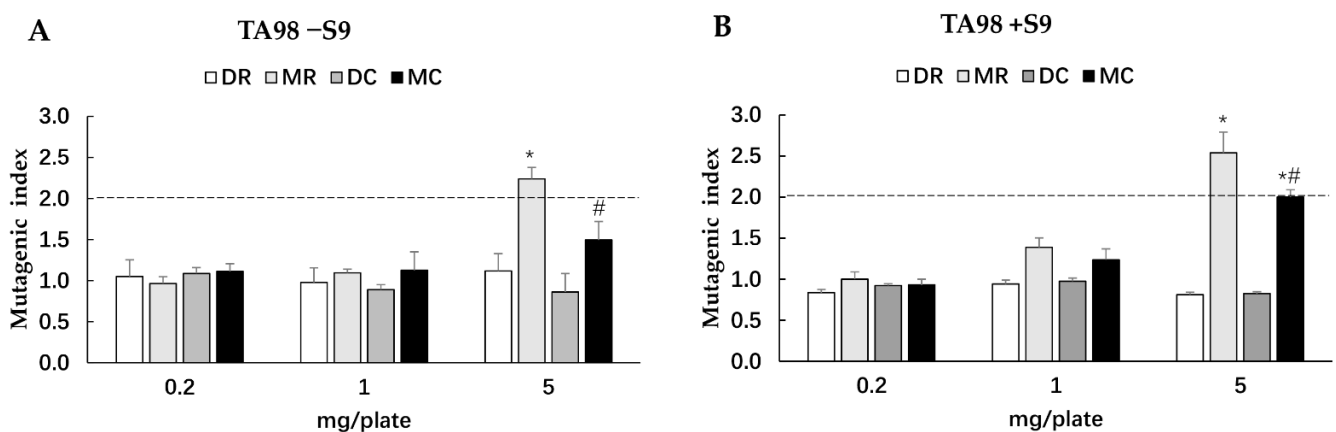 A
TA98 −S9
DR MR DC MC
Mutagenic index
3.0
2.5
2.0
1.5
1.0
0.5
0.0
*
#
0.2 1 5
mg/plate
B
TA98 +S9
DR MR DC MC
Mutagenic index
3.0
2.5
2.0
1.5
1.0
0.5
0.0
*
*#
0.2 1 5
mg/plate